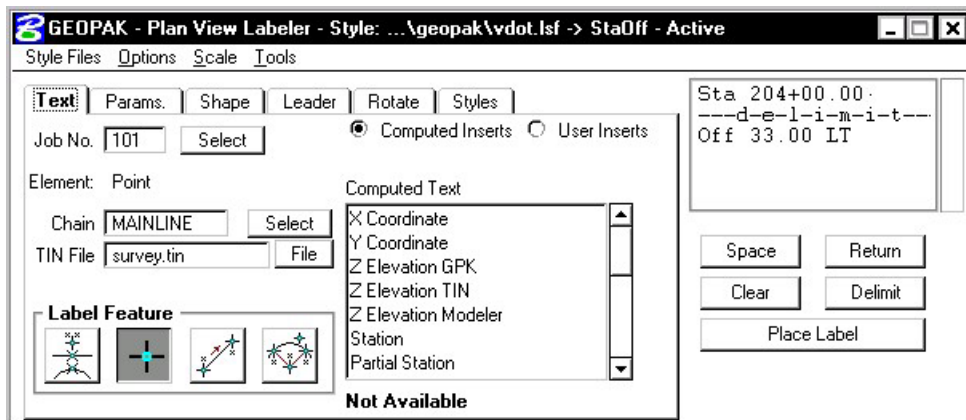 GEOPAK - Plan View Labeler - Style: ...\geopak\vdot.lsf -> StaOff - Active
Style Files Options Scale Tools
Text Params. Shape Leader Rotate Styles
Job No. 101 Select
Computed Inserts User Inserts
Element: Point
Chain MAINLINE Select
TIN File survey.tin File
Label Feature
Computed Text
X Coordinate
Y Coordinate
Z Elevation GPK
Z Elevation TIN
Z Elevation Modeler
Station
Partial Station
Not Available
Sta 204+00.00·
---d-e-l-i-m-i-t---
Off 33.00 LT
Space Return
Clear Delimit
Place Label